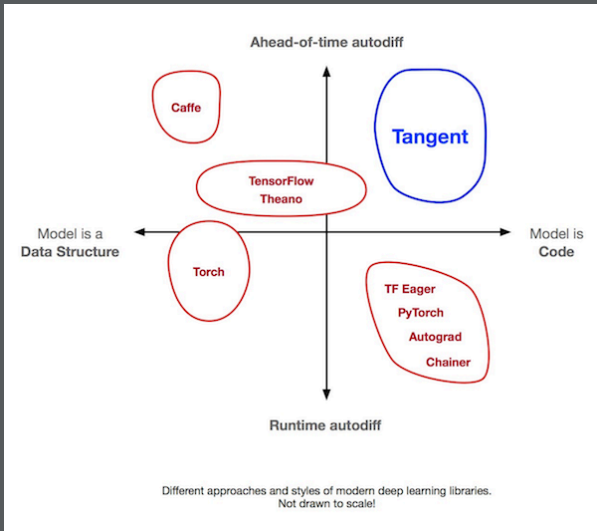 Ahead-of-time autodiff
Caffe
Tangent
TensorFlow
Theano
Model is a
Data Structure
Model is
Code
Torch
TF Eager
PyTorch
Autograd
Chainer
Runtime autodiff
Different approaches and styles of modern deep learning libraries.
Not drawn to scale!